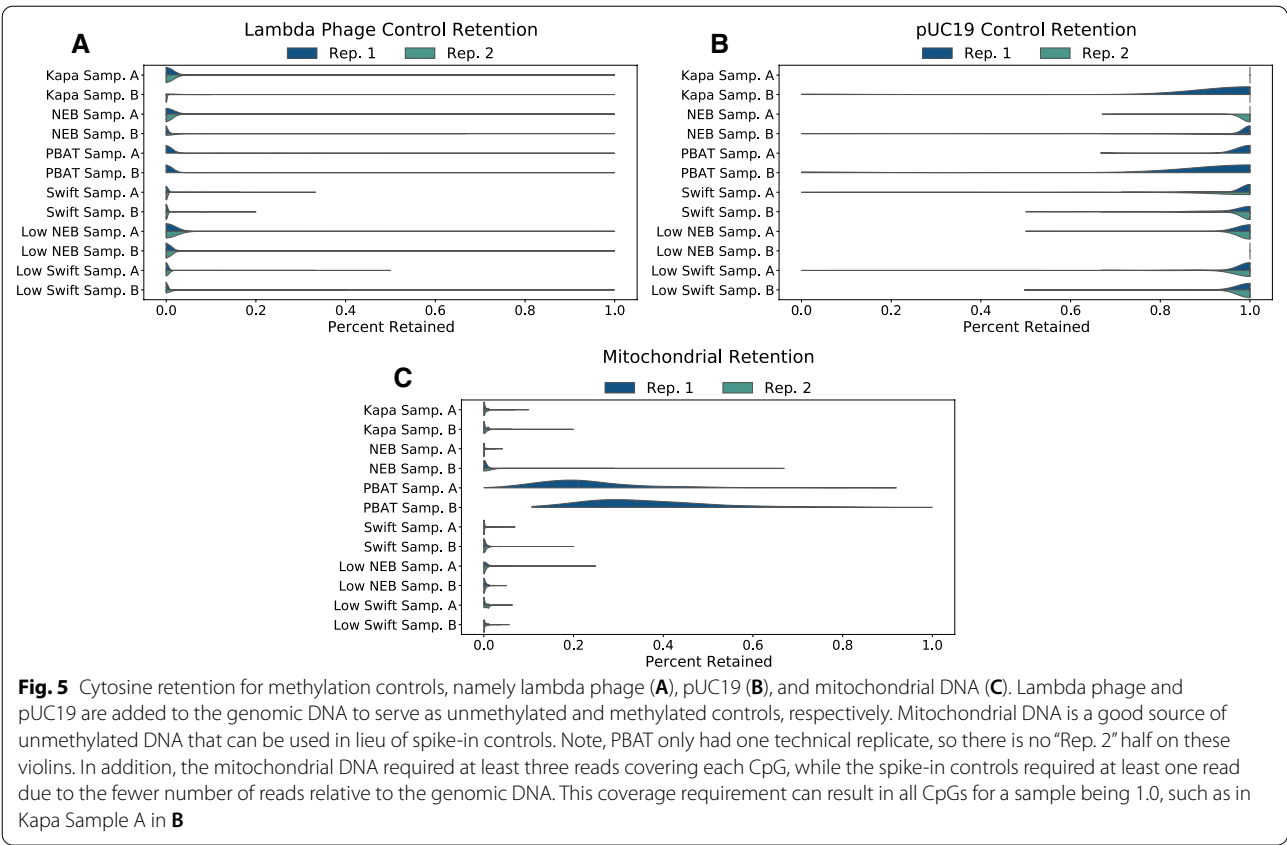 A
Lambda Phage Control Retention
Rep. 1 Rep. 2
Kapa Samp. A
Kapa Samp. B
NEB Samp. A
NEB Samp. B
PBAT Samp. A
PBAT Samp. B
Swift Samp. A
Swift Samp. B
Low NEB Samp. A
Low NEB Samp. B
Low Swift Samp. A
Low Swift Samp. B
0.0 0.2 0.4 0.6 0.8 1.0
Percent Retained
B
pUC19 Control Retention
Rep. 1 Rep. 2
Kapa Samp. A
Kapa Samp. B
NEB Samp. A
NEB Samp. B
PBAT Samp. A
PBAT Samp. B
Swift Samp. A
Swift Samp. B
Low NEB Samp. A
Low NEB Samp. B
Low Swift Samp. A
Low Swift Samp. B
0.0 0.2 0.4 0.6 0.8 1.0
Percent Retained
C
Mitochondrial Retention
Rep. 1 Rep. 2
Kapa Samp. A
Kapa Samp. B
NEB Samp. A
NEB Samp. B
PBAT Samp. A
PBAT Samp. B
Swift Samp. A
Swift Samp. B
Low NEB Samp. A
Low NEB Samp. B
Low Swift Samp. A
Low Swift Samp. B
0.0 0.2 0.4 0.6 0.8 1.0
Percent Retained
Fig. 5 Cytosine retention for methylation controls, namely lambda phage (A), pUC19 (B), and mitochondrial DNA (C). Lambda phage and
pUC19 are added to the genomic DNA to serve as unmethylated and methylated controls, respectively. Mitochondrial DNA is a good source of
unmethylated DNA that can be used in lieu of spike-in controls. Note, PBAT only had one technical replicate, so there is no “Rep. 2” half on these
violins. In addition, the mitochondrial DNA required at least three reads covering each CpG, while the spike-in controls required at least one read
due to the fewer number of reads relative to the genomic DNA. This coverage requirement can result in all CpGs for a sample being 1.0, such as in
Kapa Sample A in B